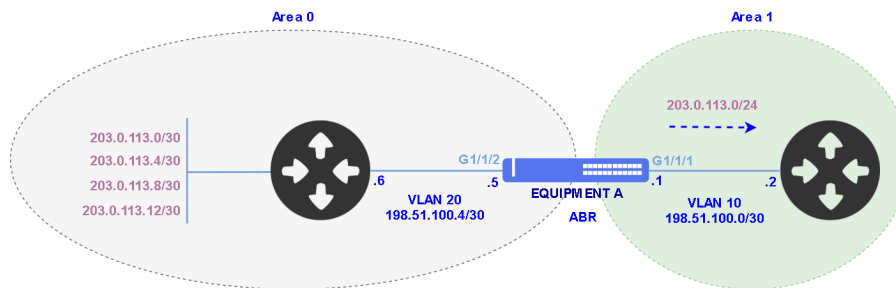 Area 0
Area 1
203.0.113.0/24
203.0.113.0/30
203.0.113.4/30
203.0.113.8/30
203.0.113.12/30
G1/1/2
G1/1/1
.6
.5
.1
.2
EQUIPMENT A
VLAN 20
198.51.100.4/30
ABR
VLAN 10
198.51.100.0/30